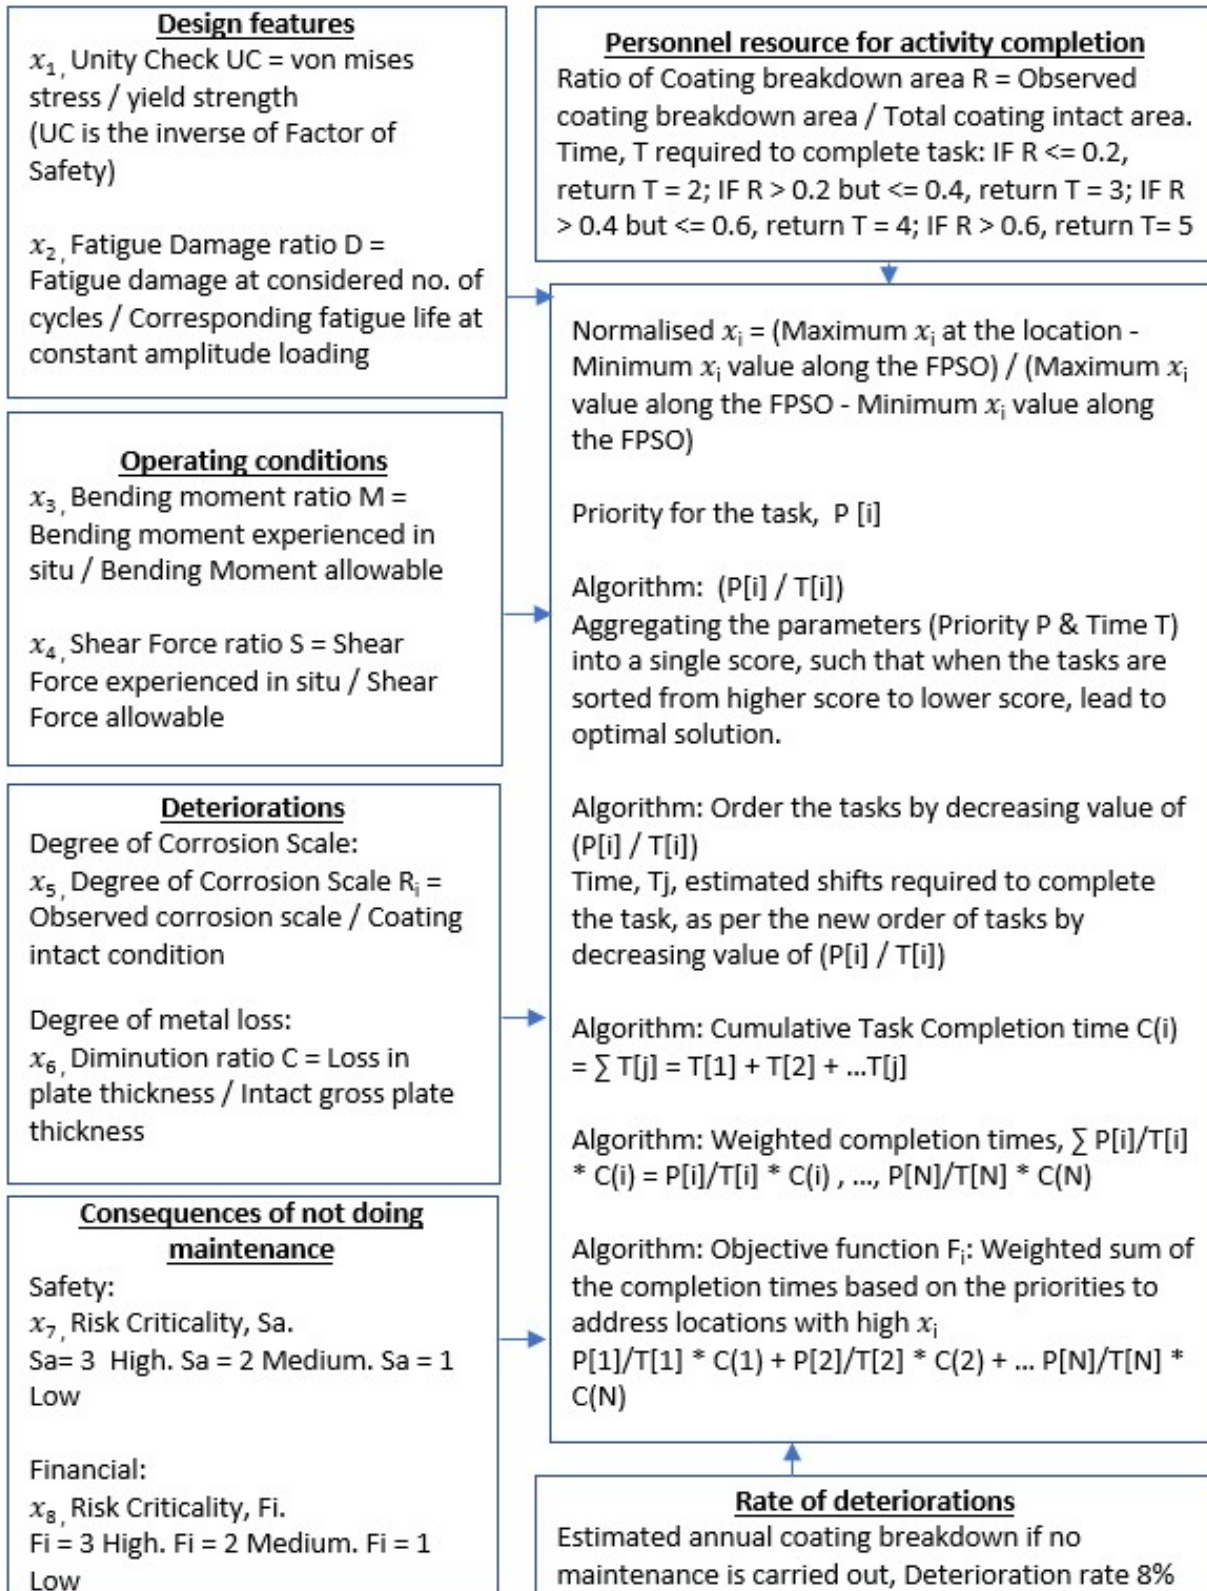 Design features
x1, Unity Check UC = von mises
stress / yield strength
(UC is the inverse of Factor of
Safety)
x2, Fatigue Damage ratio D =
Fatigue damage at considered no. of
cycles / Corresponding fatigue life at
constant amplitude loading
Operating conditions
x3, Bending moment ratio M =
Bending moment experienced in
situ / Bending Moment allowable
x4, Shear Force ratio S = Shear
Force experienced in situ / Shear
Force allowable
Deteriorations
Degree of Corrosion Scale:
x5, Degree of Corrosion Scale Ri =
Observed corrosion scale / Coating
intact condition
Degree of metal loss:
x6, Diminution ratio C = Loss in
plate thickness / Intact gross plate
thickness
Consequences of not doing
maintenance
Safety:
x7, Risk Criticality, Sa.
Sa= 3  High. Sa = 2 Medium. Sa = 1
Low
Financial:
x8, Risk Criticality, Fi.
Fi = 3 High. Fi = 2 Medium. Fi = 1
Low
Personnel resource for activity completion
Ratio of Coating breakdown area R = Observed
coating breakdown area / Total coating intact area.
Time, T required to complete task: IF R <= 0.2,
return T = 2; IF R > 0.2 but <= 0.4, return T = 3; IF R
> 0.4 but <= 0.6, return T = 4; IF R > 0.6, return T= 5
Normalised xi = (Maximum xi at the location -
Minimum xi value along the FPSO) / (Maximum xi
value along the FPSO - Minimum xi value along
the FPSO)
Priority for the task,  P [i]
Algorithm:  (P[i] / T[i])
Aggregating the parameters (Priority P & Time T)
into a single score, such that when the tasks are
sorted from higher score to lower score, lead to
optimal solution.
Algorithm: Order the tasks by decreasing value of
(P[i] / T[i])
Time, Tj, estimated shifts required to complete
the task, as per the new order of tasks by
decreasing value of (P[i] / T[i])
Algorithm: Cumulative Task Completion time C(i)
= ∑ T[j] = T[1] + T[2] + ...T[j]
Algorithm: Weighted completion times, ∑ P[i]/T[i]
* C(i) = P[i]/T[i] * C(i) , ..., P[N]/T[N] * C(N)
Algorithm: Objective function Fi: Weighted sum of
the completion times based on the priorities to
address locations with high xi
P[1]/T[1] * C(1) + P[2]/T[2] * C(2) + ... P[N]/T[N] *
C(N)
Rate of deteriorations
Estimated annual coating breakdown if no
maintenance is carried out, Deterioration rate 8%